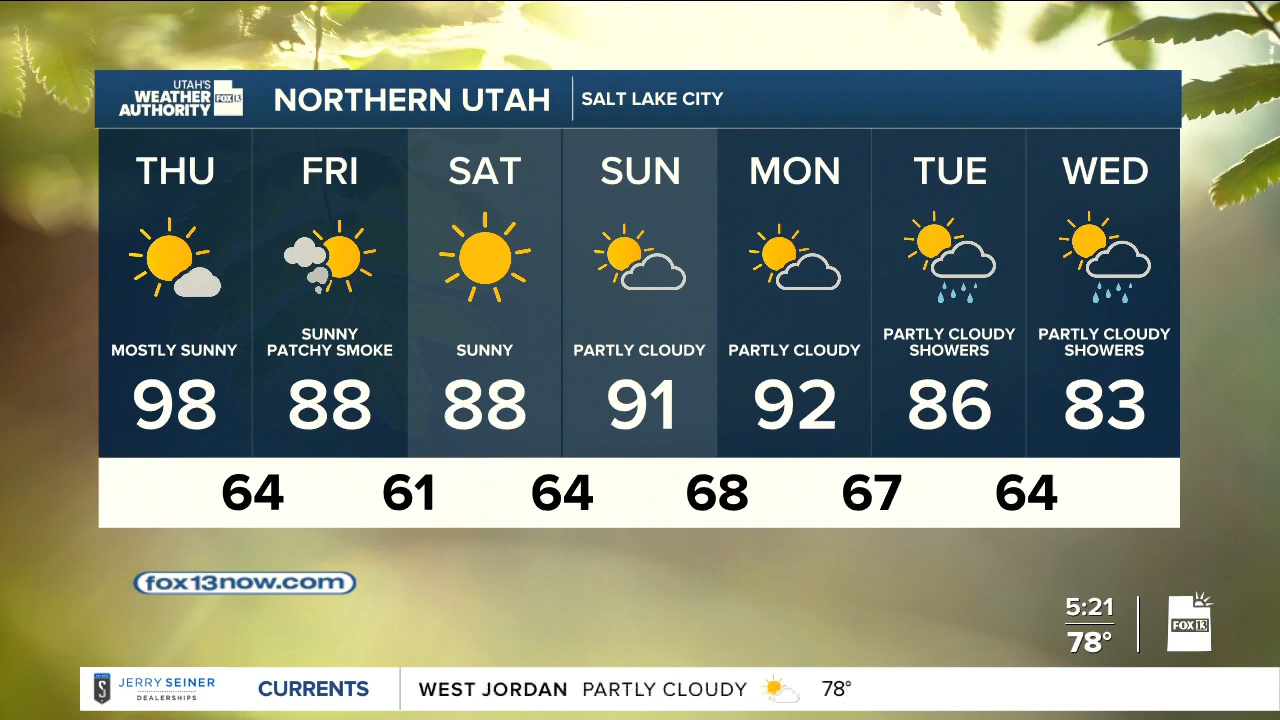 UTAH'S
WEATHER
AUTHORITY
FOX 13
NORTHERN UTAH
SALT LAKE CITY
THU FRI SAT SUN MON TUE WED
MOSTLY SUNNY
SUNNY
PATCHY SMOKE
SUNNY
PARTLY CLOUDY
PARTLY CLOUDY
PARTLY CLOUDY
SHOWERS
PARTLY CLOUDY
SHOWERS
98 88 88 91 92 86 83
64 61 64 68 67 64
fox13now.com
5:21
78°
FOX 13
S
JERRY SEINER
DEALERSHIPS
CURRENTS
WEST JORDAN PARTLY CLOUDY 78°